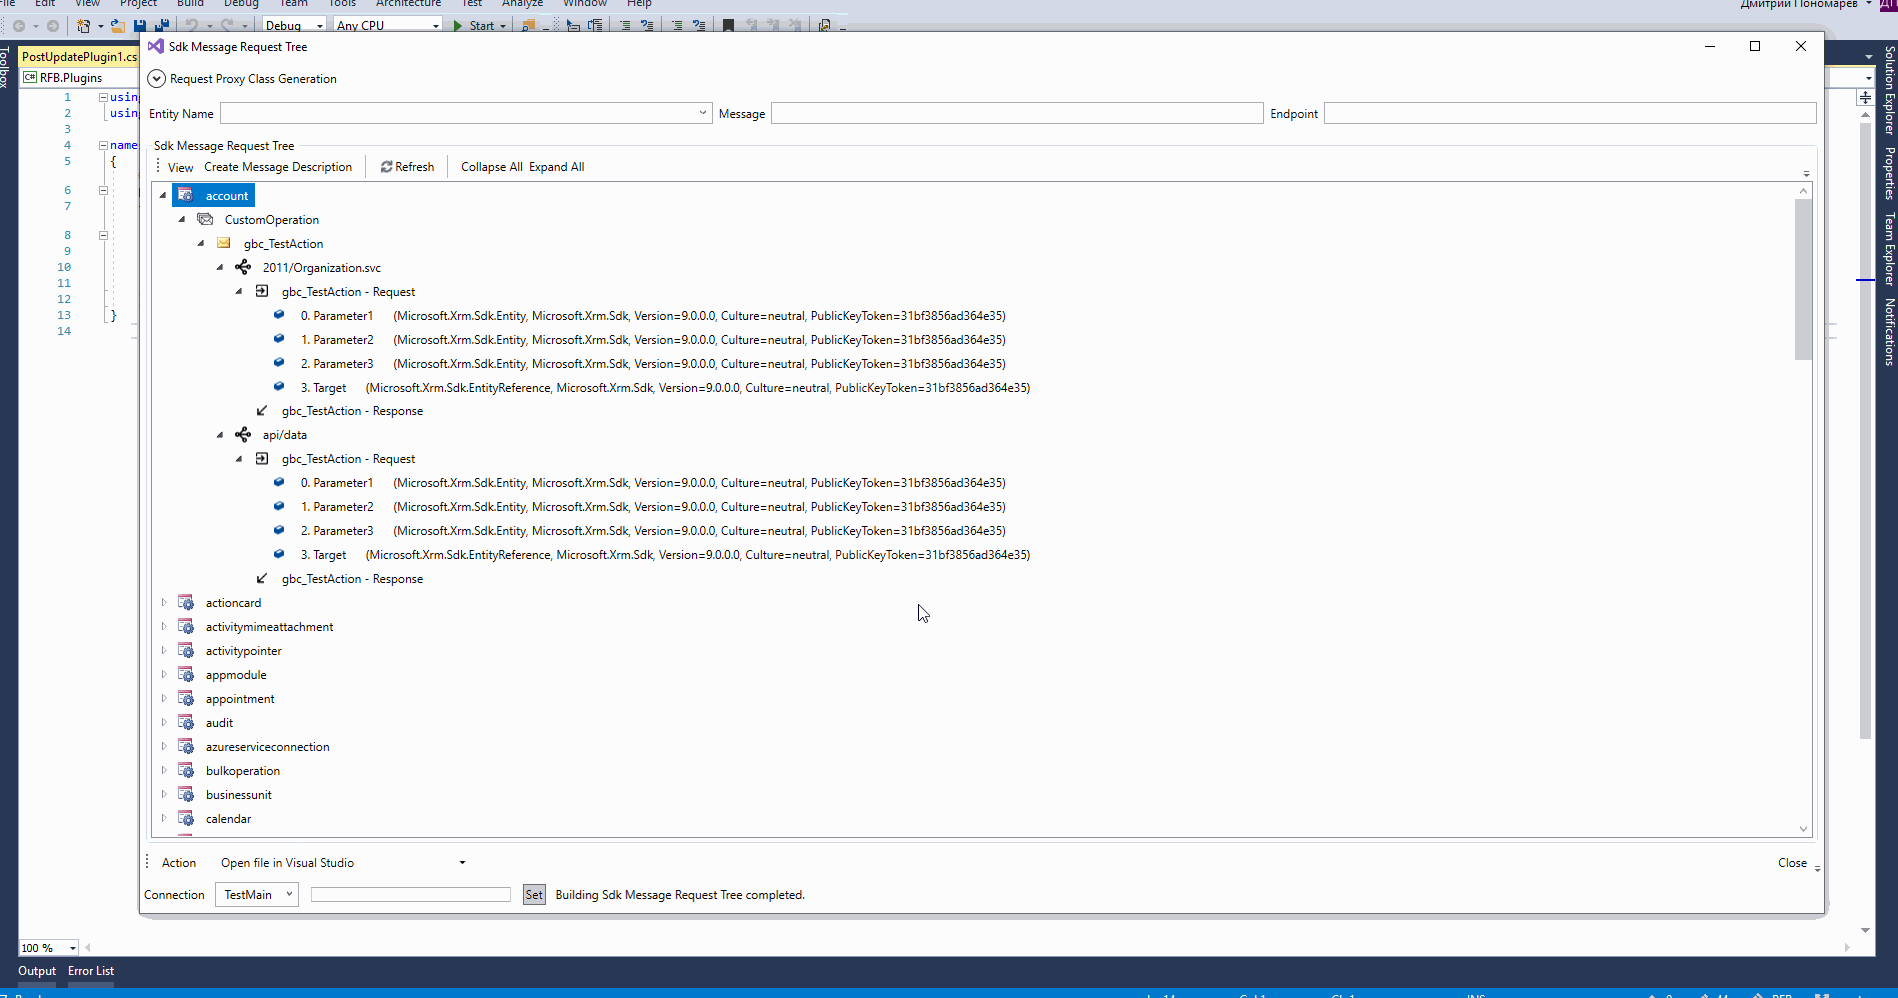 File Edit View Project Build Debug Team Tools Architecture Test Analyze Window Help Дмитрий Пономарев ДП
Debug Any CPU Start
Toolbox
PostUpdatePlugin1.cs
RFB.Plugins
1 usin
2 usin
3
4 name
5 {
6
7
8
9
10
11
12
13 }
14
Sdk Message Request Tree
Request Proxy Class Generation
Entity Name Message Endpoint
Sdk Message Request Tree
View Create Message Description Refresh Collapse All Expand All
account
CustomOperation
gbc_TestAction
2011/Organization.svc
gbc_TestAction - Request
0. Parameter1 (Microsoft.Xrm.Sdk.Entity, Microsoft.Xrm.Sdk, Version=9.0.0.0, Culture=neutral, PublicKeyToken=31bf3856ad364e35)
1. Parameter2 (Microsoft.Xrm.Sdk.Entity, Microsoft.Xrm.Sdk, Version=9.0.0.0, Culture=neutral, PublicKeyToken=31bf3856ad364e35)
2. Parameter3 (Microsoft.Xrm.Sdk.Entity, Microsoft.Xrm.Sdk, Version=9.0.0.0, Culture=neutral, PublicKeyToken=31bf3856ad364e35)
3. Target (Microsoft.Xrm.Sdk.EntityReference, Microsoft.Xrm.Sdk, Version=9.0.0.0, Culture=neutral, PublicKeyToken=31bf3856ad364e35)
gbc_TestAction - Response
api/data
gbc_TestAction - Request
0. Parameter1 (Microsoft.Xrm.Sdk.Entity, Microsoft.Xrm.Sdk, Version=9.0.0.0, Culture=neutral, PublicKeyToken=31bf3856ad364e35)
1. Parameter2 (Microsoft.Xrm.Sdk.Entity, Microsoft.Xrm.Sdk, Version=9.0.0.0, Culture=neutral, PublicKeyToken=31bf3856ad364e35)
2. Parameter3 (Microsoft.Xrm.Sdk.Entity, Microsoft.Xrm.Sdk, Version=9.0.0.0, Culture=neutral, PublicKeyToken=31bf3856ad364e35)
3. Target (Microsoft.Xrm.Sdk.EntityReference, Microsoft.Xrm.Sdk, Version=9.0.0.0, Culture=neutral, PublicKeyToken=31bf3856ad364e35)
gbc_TestAction - Response
actioncard
activitymimeattachment
activitypointer
appmodule
appointment
audit
azureserviceconnection
bulkoperation
businessunit
calendar
Action Open file in Visual Studio Close
Connection TestMain Set Building Sdk Message Request Tree completed.
Solution Explorer
Properties
Team Explorer
Notifications
100 %
Output Error List